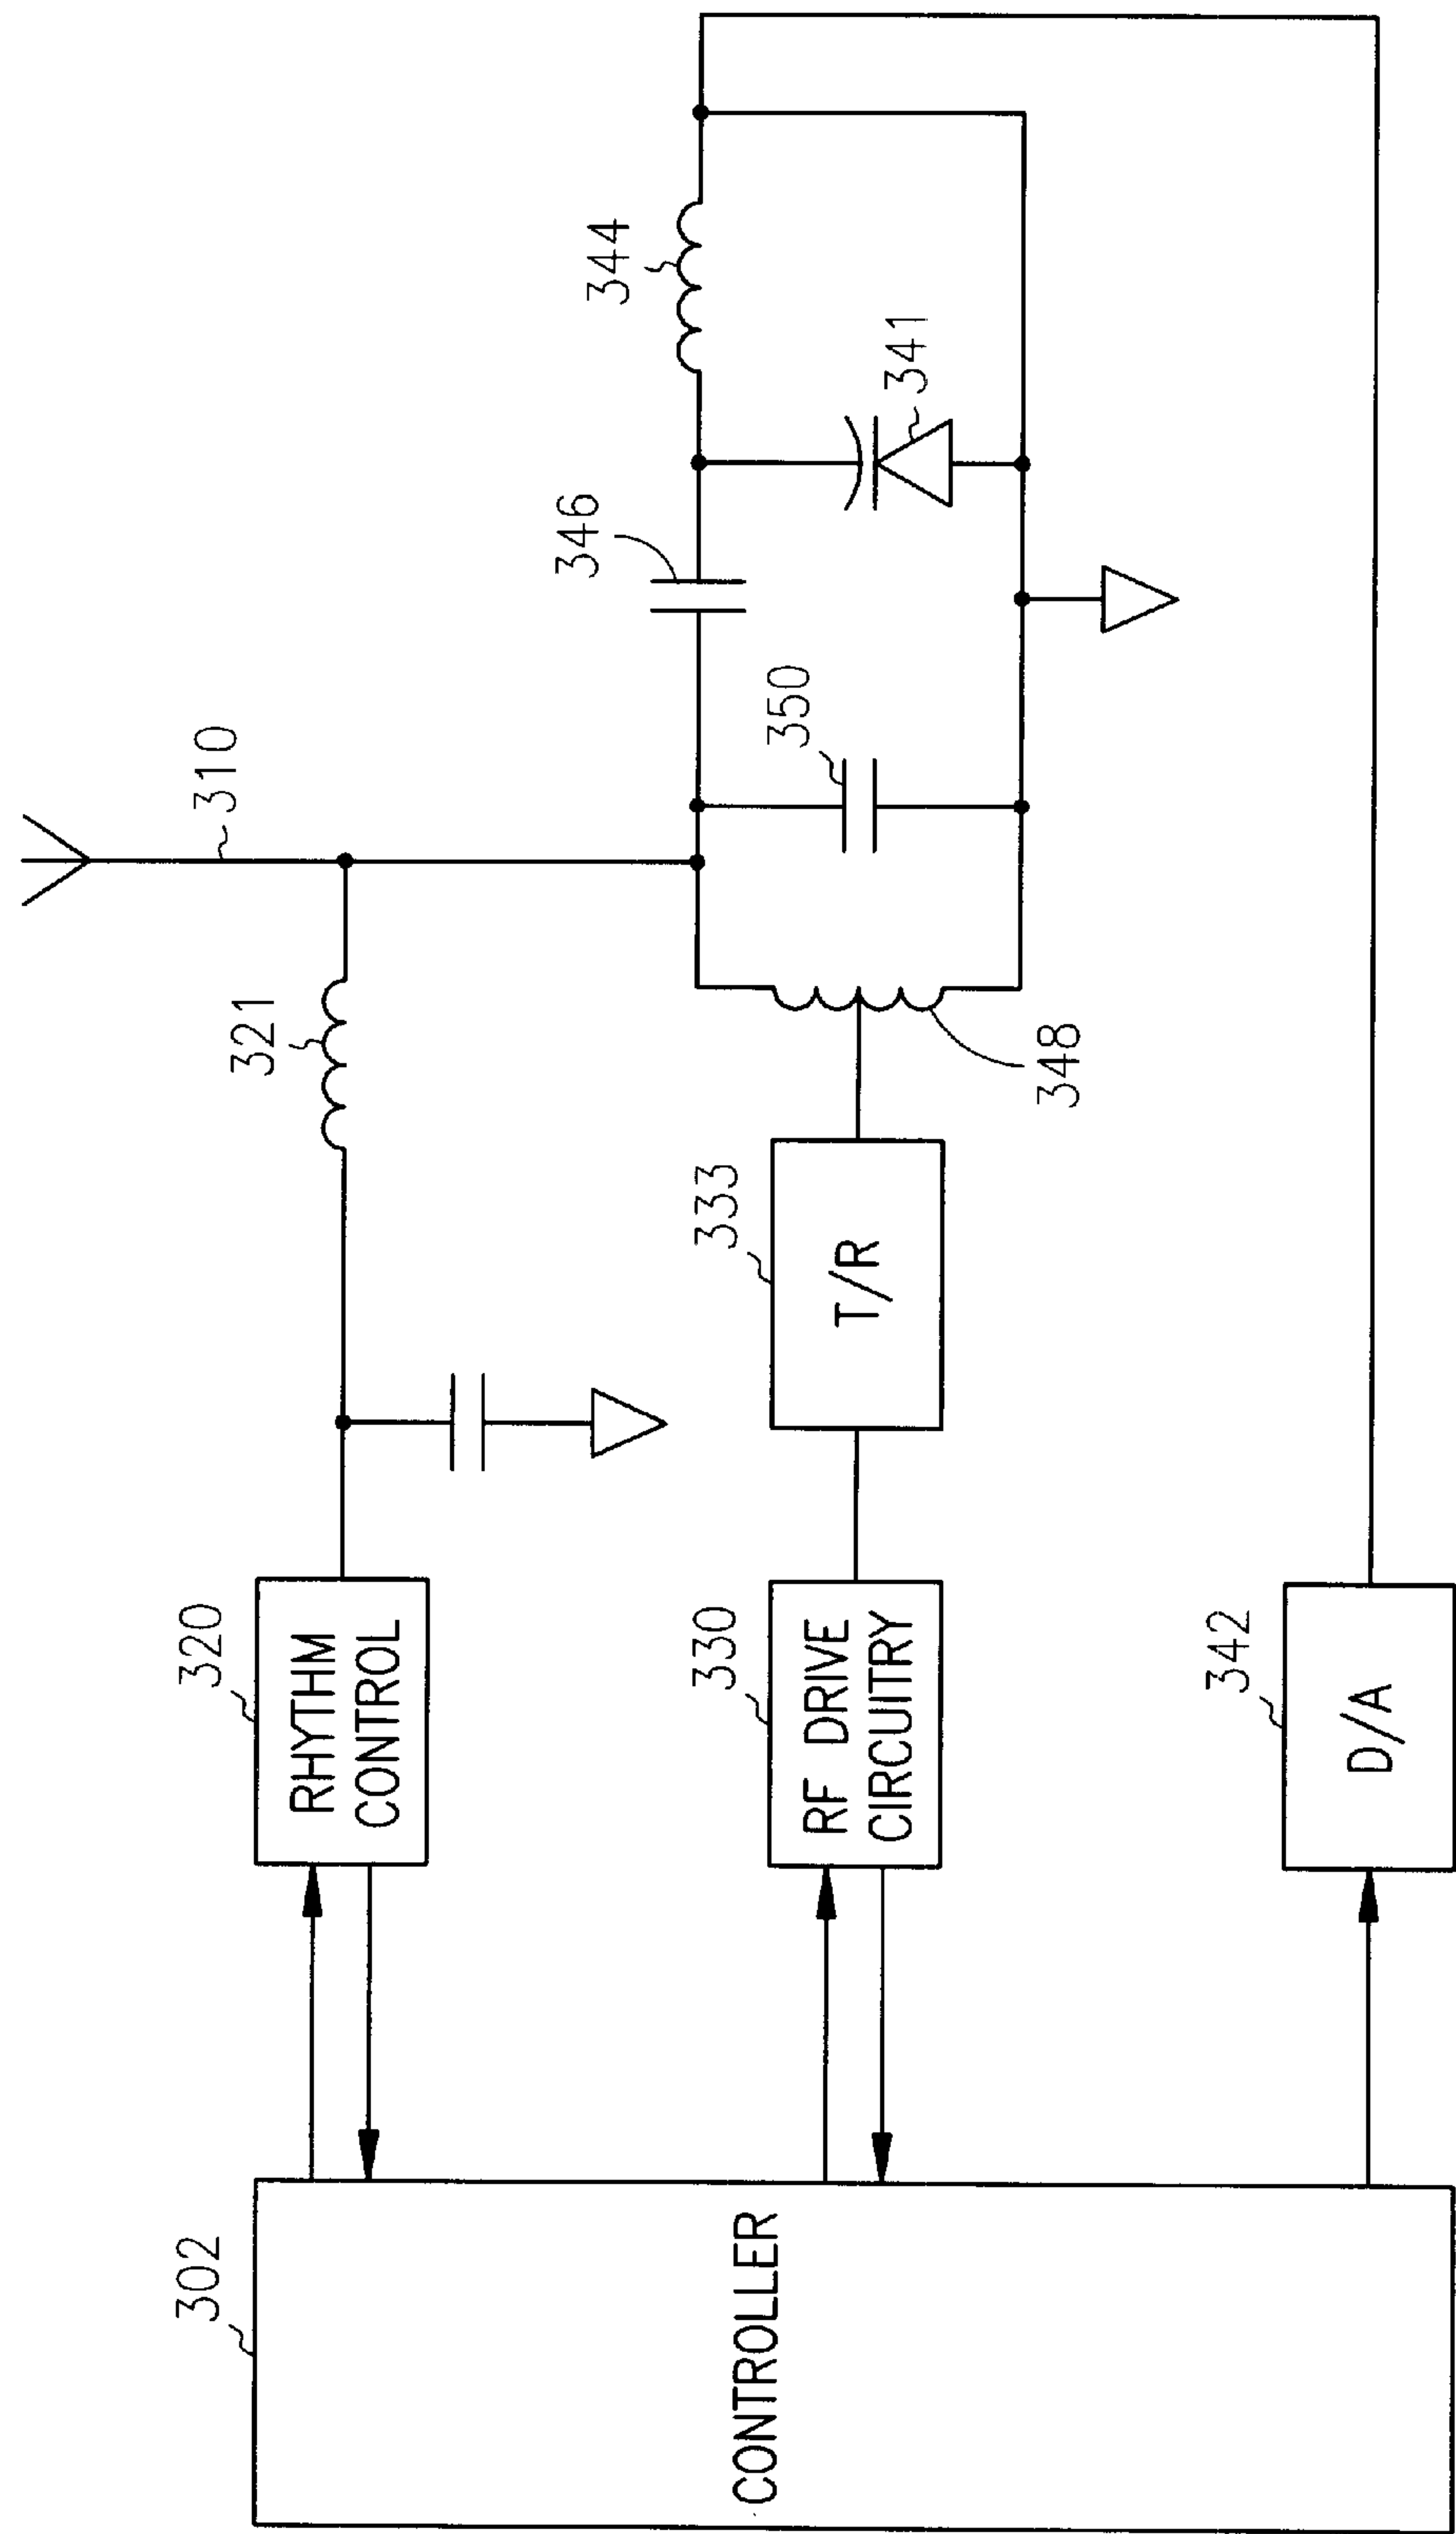 310
321
344
346
350
341
348
320
RHYTHM
CONTROL
333
T/R
330
RF DRIVE
CIRCUITRY
342
D/A
302
CONTROLLER